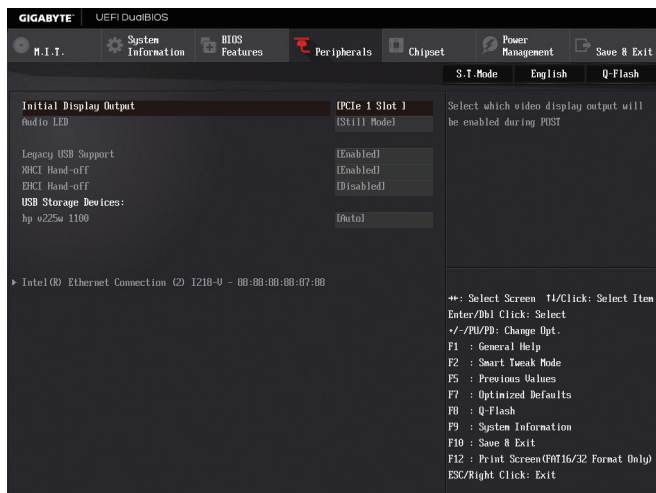 GIGABYTE™ UEFI DualBIOS
M.I.T.
System Information
BIOS Features
Peripherals
Chipset
Power Management
Save & Exit
S.T.Mode English Q-Flash
Initial Display Output [PCIe 1 Slot ]
Audio LED [Still Mode]
Legacy USB Support [Enabled]
XHCI Hand-off [Enabled]
EHCI Hand-off [Disabled]
USB Storage Devices:
hp v225w 1100 [Auto]
Intel(R) Ethernet Connection (2) I218-V - 88:88:88:88:87:88
Select which video display output will
be enabled during POST
→←: Select Screen ↑↓/Click: Select Item
Enter/Dbl Click: Select
+/-/PU/PD: Change Opt.
F1 : General Help
F2 : Smart Tweak Mode
F5 : Previous Values
F7 : Optimized Defaults
F8 : Q-Flash
F9 : System Information
F10 : Save & Exit
F12 : Print Screen(FAT16/32 Format Only)
ESC/Right Click: Exit